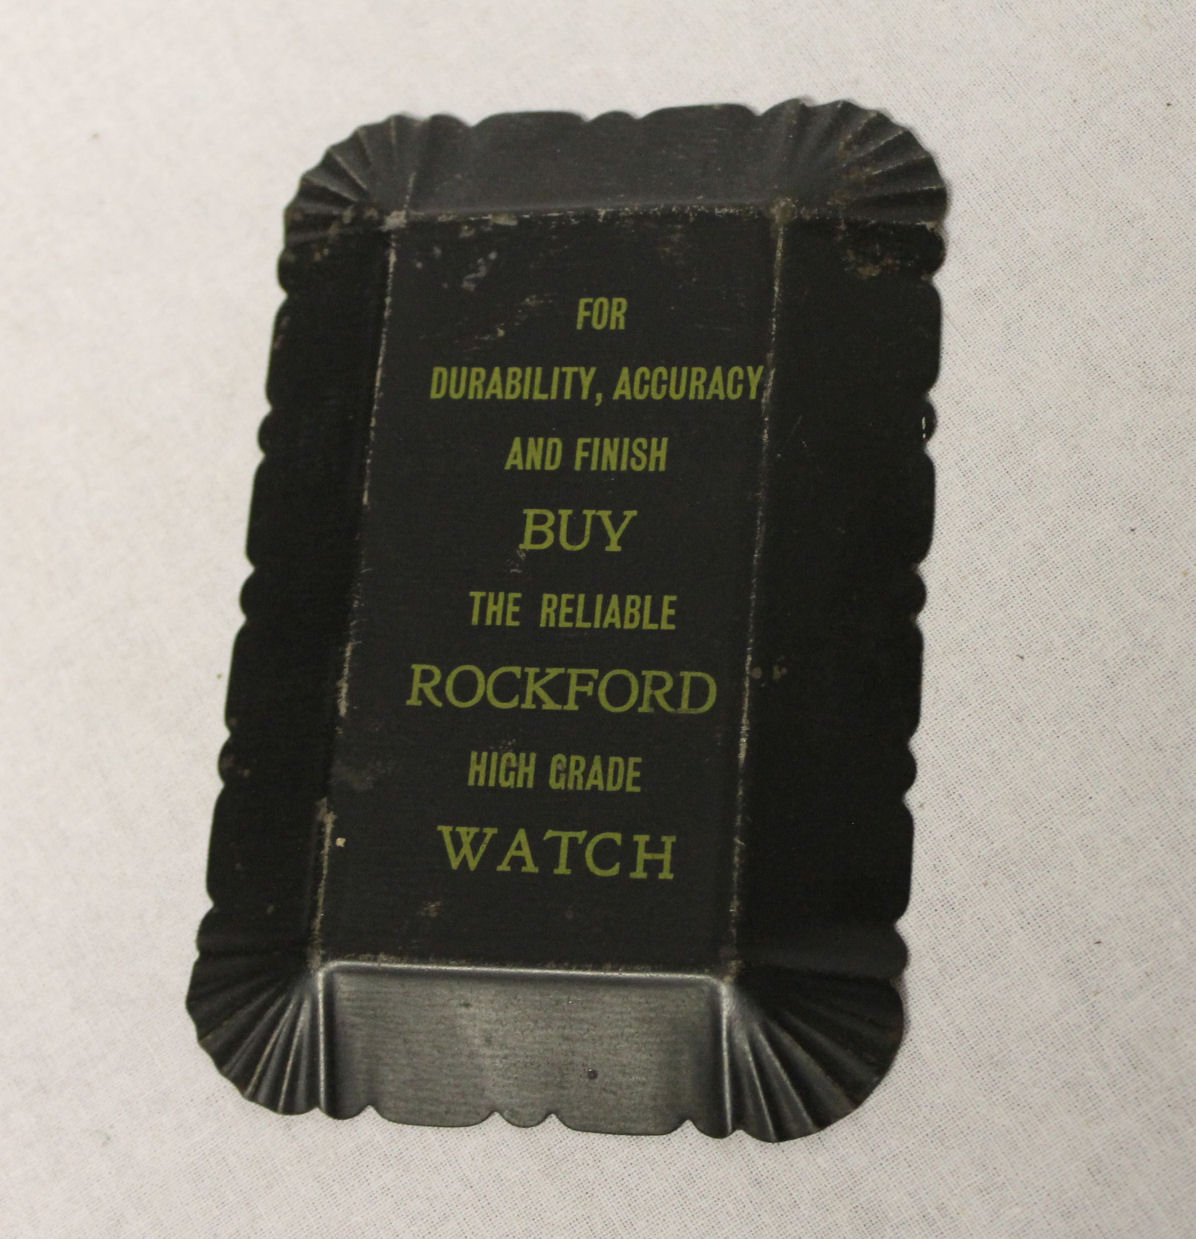 FOR
DURABILITY, ACCURACY
AND FINISH
BUY
THE RELIABLE
ROCKFORD
HIGH GRADE
WATCH